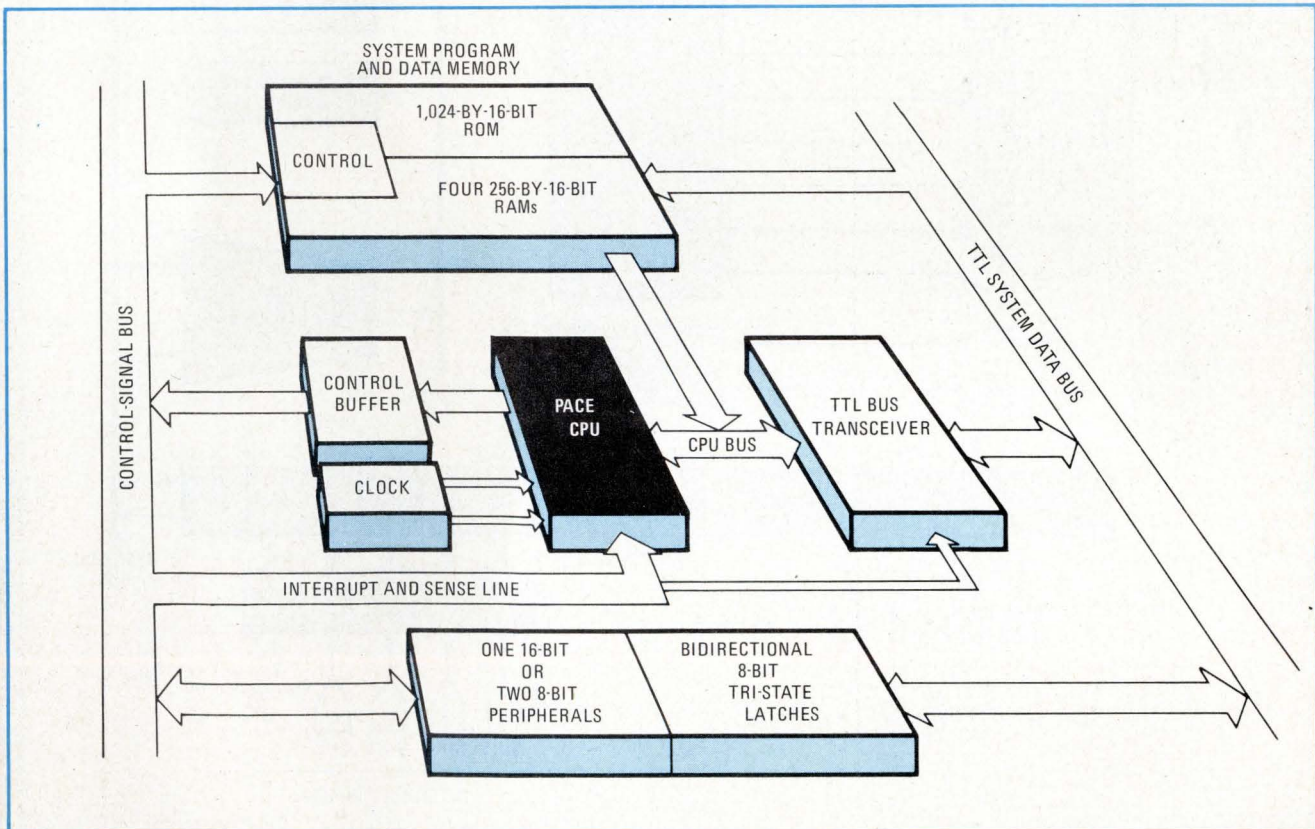 SYSTEM PROGRAM
AND DATA MEMORY
1,024-BY-16-BIT
ROM
CONTROL
FOUR 256-BY-16-BIT
RAMs
CONTROL-SIGNAL BUS
TTL SYSTEM DATA BUS
CONTROL
BUFFER
CLOCK
PACE
CPU
CPU BUS
TTL BUS
TRANSCEIVER
INTERRUPT AND SENSE LINE
ONE 16-BIT
OR
TWO 8-BIT
PERIPHERALS
BIDIRECTIONAL
8-BIT
TRI-STATE
LATCHES